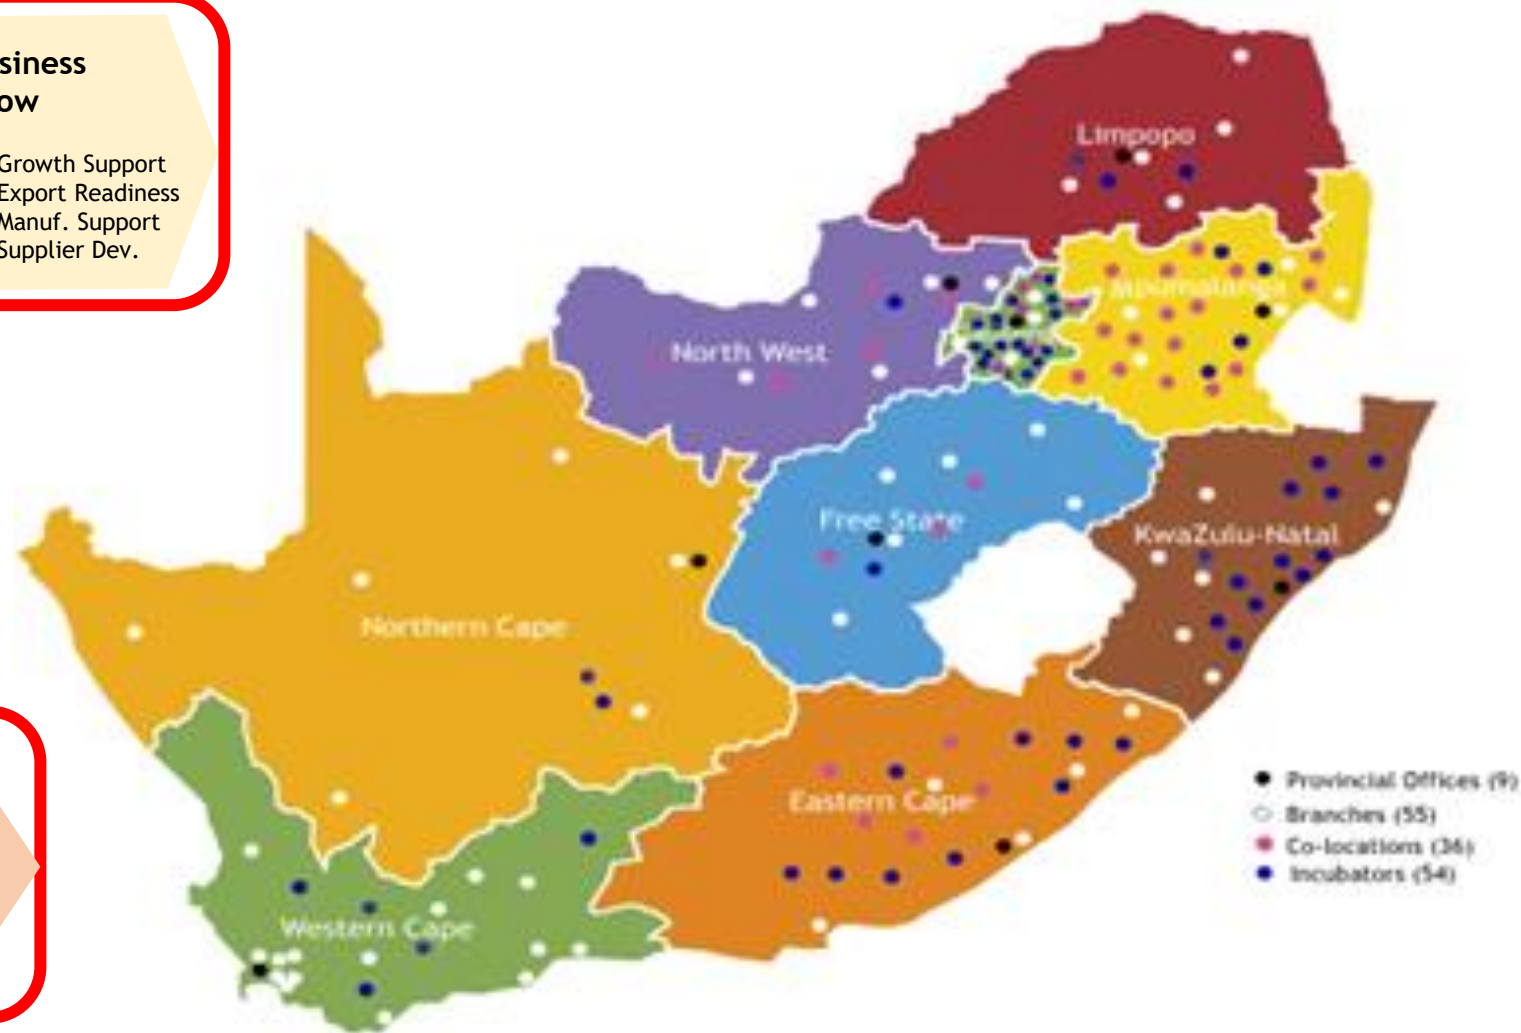 siness
ow
Growth Support
Export Readiness
Manuf. Support
Supplier Dev.
Limpopo
Mpumalanga
North West
Free State
KwaZulu-Natal
Northern Cape
Eastern Cape
Western Cape
Provincial Offices (9)
Branches (55)
Co-locations (36)
Incubators (54)